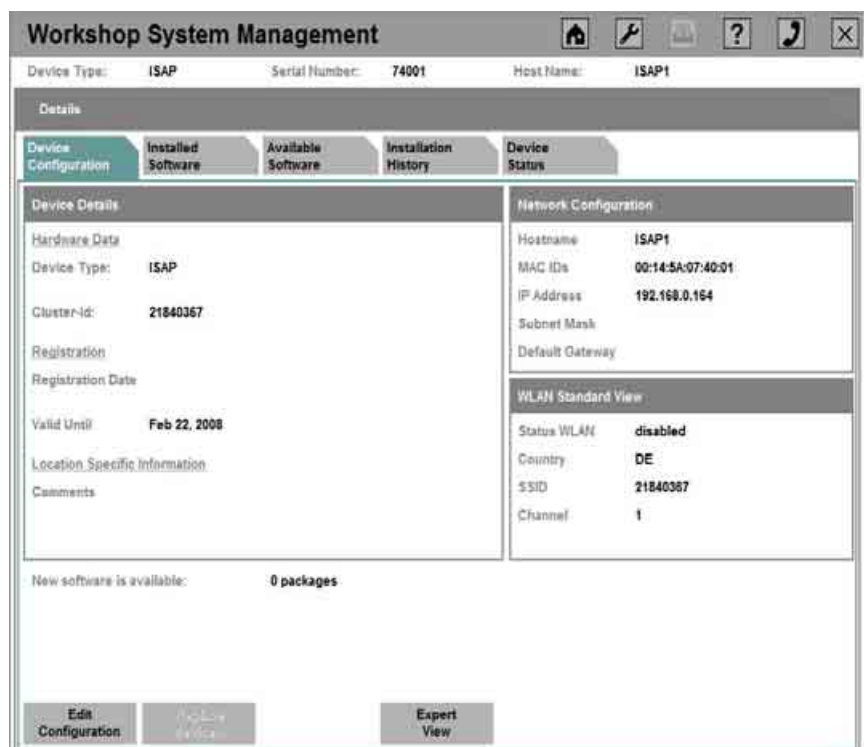 Workshop System Management
?
Device Type: ISAP Serial Number: 74001 Host Name: ISAP1
Details
Device Configuration
Installed Software
Available Software
Installation History
Device Status
Device Details
Hardware Data
Device Type: ISAP
Cluster-Id: 21840367
Registration
Registration Date
Valid Until Feb 22, 2008
Location Specific Information
Comments
Network Configuration
Hostname ISAP1
MAC IDs 00:14:5A:07:40:01
IP Address 192.168.0.164
Subnet Mask
Default Gateway
WLAN Standard View
Status WLAN disabled
Country DE
SSID 21840367
Channel 1
New software is available: 0 packages
Edit Configuration
Expert View